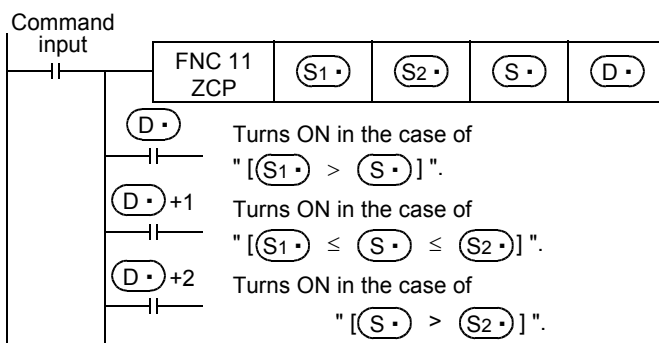 Command
input
FNC 11
ZCP
S1 · S2 · S · D ·
D ·
Turns ON in the case of
" [S1 · > S ·] ".
D · +1
Turns ON in the case of
" [S1 · ≤ S · ≤ S2 ·] ".
D · +2
Turns ON in the case of
" [S · > S2 ·] ".